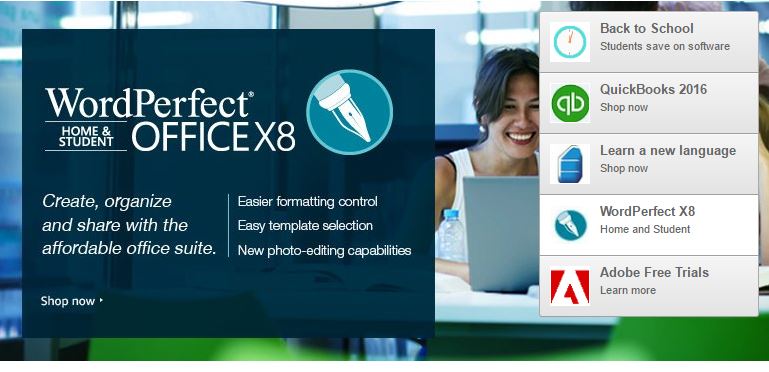 WordPerfect®
HOME &
STUDENT
OFFICE X8
Create, organize
and share with the
affordable office suite.
Easier formatting control
Easy template selection
New photo-editing capabilities
Shop now
Back to School
Students save on software
qb
QuickBooks 2016
Shop now
Learn a new language
Shop now
WordPerfect X8
Home and Student
Adobe Free Trials
Learn more